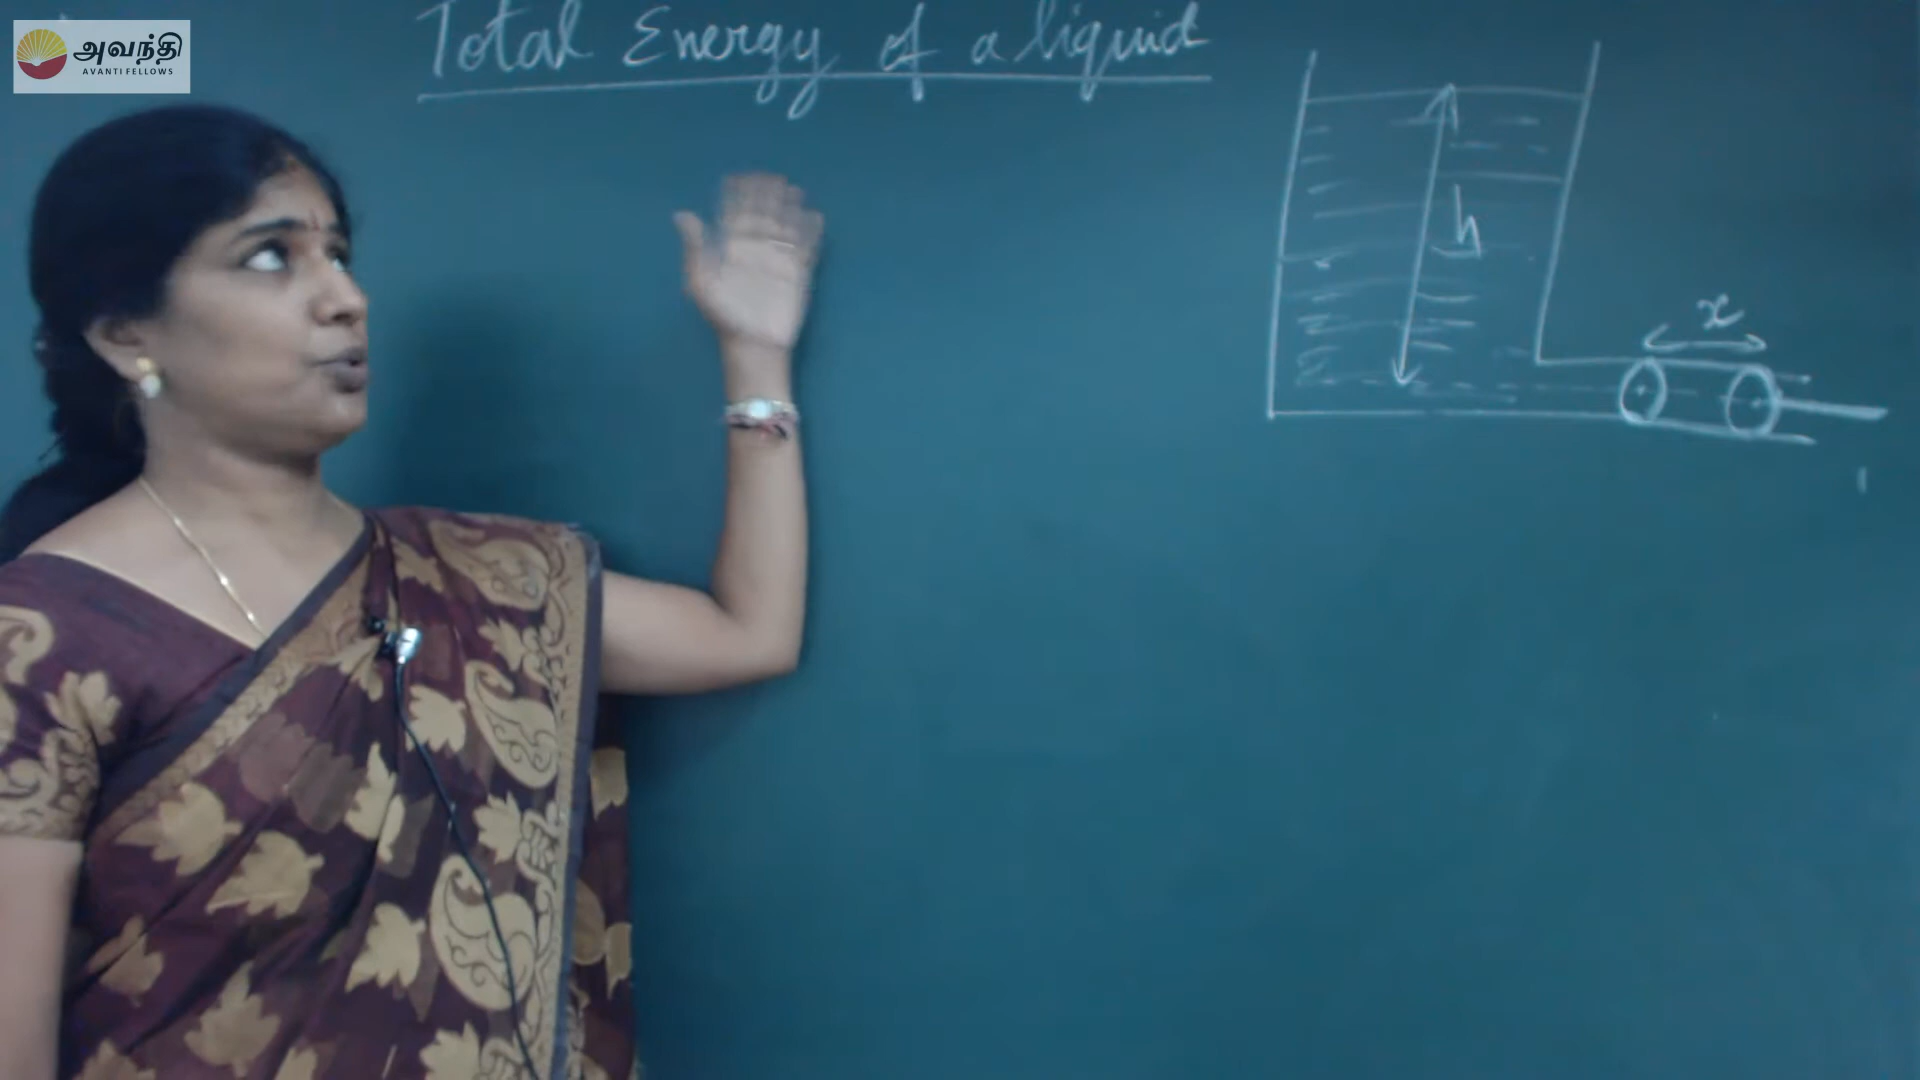 அவந்தி
AVANTI FELLOWS
Total Energy of a liquid
h
x